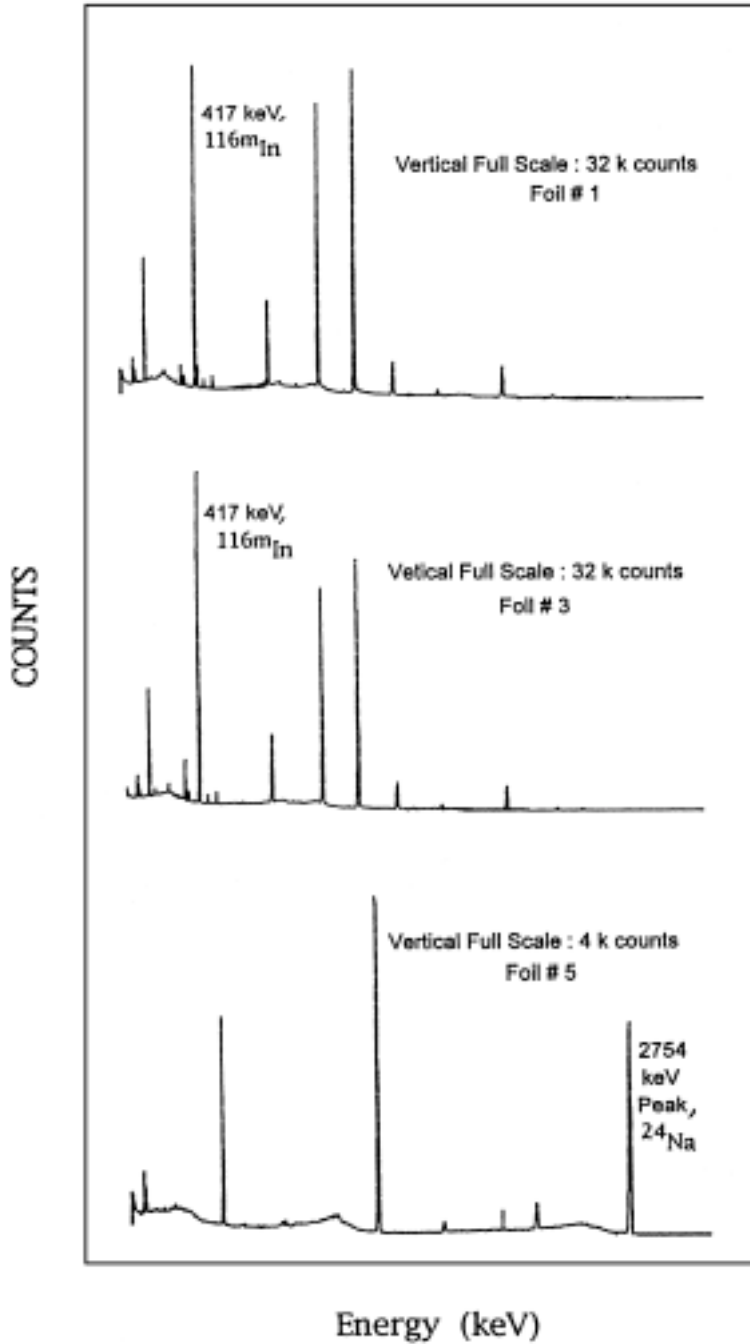 417 keV,
116mIn
Vertical Full Scale : 32 k counts
Foil # 1
417 keV,
116mIn
Vetical Full Scale : 32 k counts
Foil # 3
COUNTS
Vertical Full Scale : 4 k counts
Foil # 5
2754
keV
Peak,
24Na
Energy (keV)